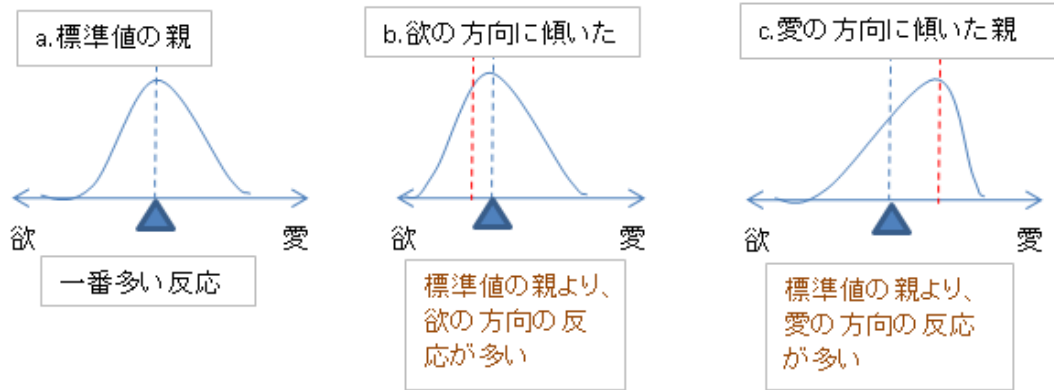 a.標準値の親
b.欲の方向に傾いた
c.愛の方向に傾いた親
欲
愛
欲
愛
欲
愛
一番多い反応
標準値の親より、
欲の方向の反
応が多い
標準値の親より、
愛の方向の反応
が多い